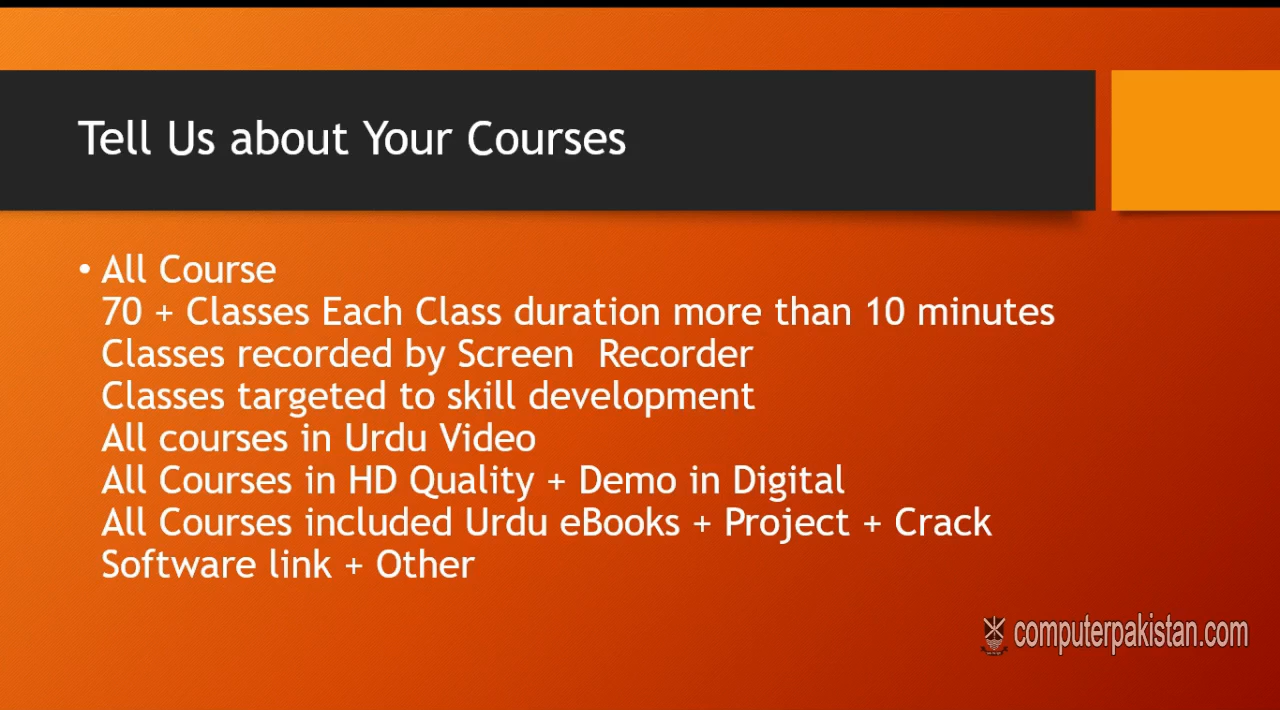 Tell Us about Your Courses
• All Course
70 + Classes Each Class duration more than 10 minutes
Classes recorded by Screen  Recorder
Classes targeted to skill development
All courses in Urdu Video
All Courses in HD Quality + Demo in Digital
All Courses included Urdu eBooks + Project + Crack
Software link + Other
computerpakistan.com